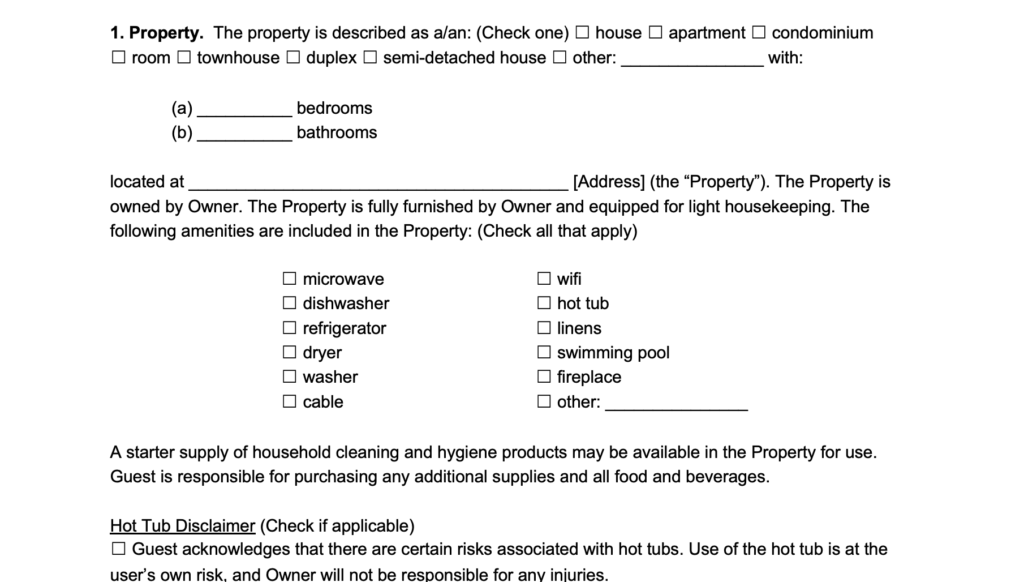 1. Property. The property is described as a/an: (Check one) ☐ house ☐ apartment ☐ condominium
☐ room ☐ townhouse ☐ duplex ☐ semi-detached house ☐ other: _______________ with:
(a) __________ bedrooms
(b) __________ bathrooms
located at ________________________________________ [Address] (the “Property”). The Property is
owned by Owner. The Property is fully furnished by Owner and equipped for light housekeeping. The
following amenities are included in the Property: (Check all that apply)
☐ microwave ☐ wifi
☐ dishwasher ☐ hot tub
☐ refrigerator ☐ linens
☐ dryer ☐ swimming pool
☐ washer ☐ fireplace
☐ cable ☐ other: _______________
A starter supply of household cleaning and hygiene products may be available in the Property for use.
Guest is responsible for purchasing any additional supplies and all food and beverages.
Hot Tub Disclaimer (Check if applicable)
☐ Guest acknowledges that there are certain risks associated with hot tubs. Use of the hot tub is at the
user’s own risk, and Owner will not be responsible for any injuries.